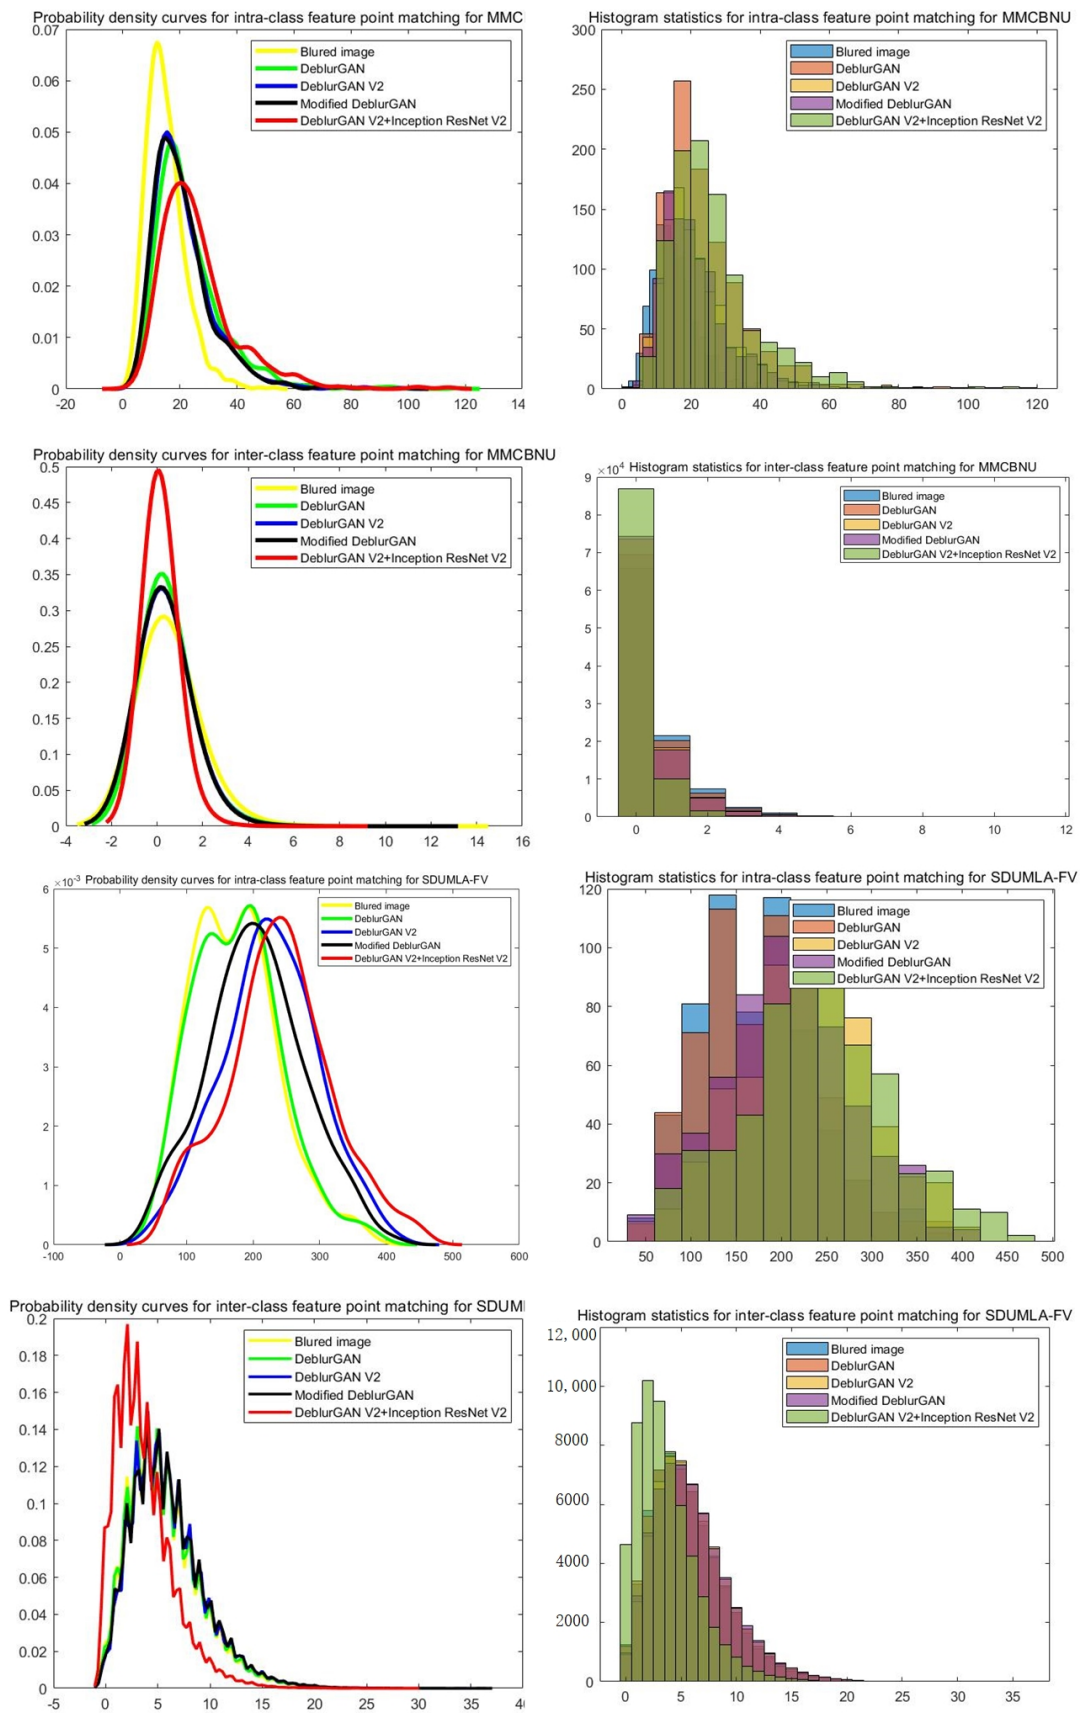 Probability density curves for intra-class feature point matching for MMC
0.07
0.06
0.05
0.04
0.03
0.02
0.01
0
-20 0 20 40 60 80 100 120 14
Blured image
DeblurGAN
DeblurGAN V2
Modified DeblurGAN
DeblurGAN V2+Inception ResNet V2
Histogram statistics for intra-class feature point matching for MMCBNU
300
250
200
150
100
50
0
0 20 40 60 80 100 120
Blured image
DeblurGAN
DeblurGAN V2
Modified DeblurGAN
DeblurGAN V2+Inception ResNet V2
Probability density curves for inter-class feature point matching for MMCBNU
0.5
0.45
0.4
0.35
0.3
0.25
0.2
0.15
0.1
0.05
0
-4 -2 0 2 4 6 8 10 12 14 16
Blured image
DeblurGAN
DeblurGAN V2
Modified DeblurGAN
DeblurGAN V2+Inception ResNet V2
×10^4 Histogram statistics for inter-class feature point matching for MMCBNU
9
8
7
6
5
4
3
2
1
0
0 2 4 6 8 10 12
Blured image
DeblurGAN
DeblurGAN V2
Modified DeblurGAN
DeblurGAN V2+Inception ResNet V2
×10^-3 Probability density curves for intra-class feature point matching for SDUMLA-FV
6
5
4
3
2
1
0
-100 0 100 200 300 400 500 600
Blured image
DeblurGAN
DeblurGAN V2
Modified DeblurGAN
DeblurGAN V2+Inception ResNet V2
Histogram statistics for intra-class feature point matching for SDUMLA-FV
120
100
80
60
40
20
0
50 100 150 200 250 300 350 400 450 500
Blured image
DeblurGAN
DeblurGAN V2
Modified DeblurGAN
DeblurGAN V2+Inception ResNet V2
Probability density curves for inter-class feature point matching for SDUMI
0.2
0.18
0.16
0.14
0.12
0.1
0.08
0.06
0.04
0.02
0
-5 0 5 10 15 20 25 30 35 4
Blured image
DeblurGAN
DeblurGAN V2
Modified DeblurGAN
DeblurGAN V2+Inception ResNet V2
Histogram statistics for inter-class feature point matching for SDUMLA-FV
12,000
10,000
8000
6000
4000
2000
0
0 5 10 15 20 25 30 35
Blured image
DeblurGAN
DeblurGAN V2
Modified DeblurGAN
DeblurGAN V2+Inception ResNet V2